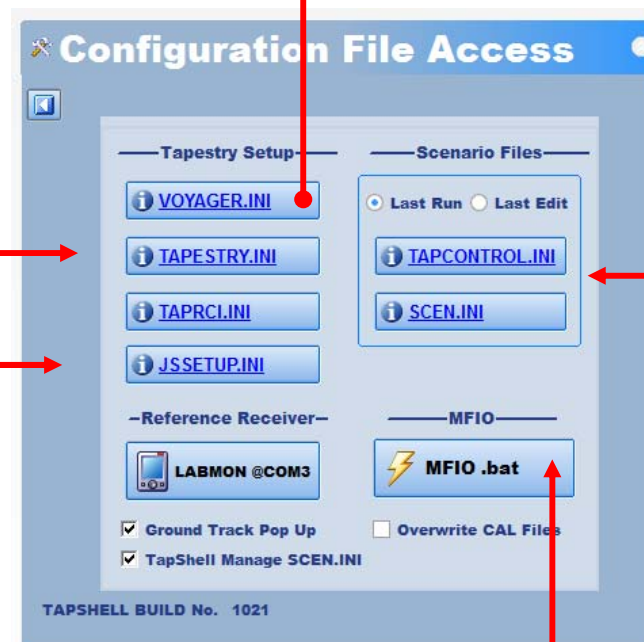 Configuration File Access
Tapestry Setup
VOYAGER.INI
TAPESTRY.INI
TAPRCI.INI
JSSETUP.INI
Scenario Files
Last Run Last Edit
TAPCONTROL.INI
SCEN.INI
Reference Receiver
LABMON @COM3
MFIO
MFIO .bat
Ground Track Pop Up
TapShell Manage SCEN.INI
Overwrite CAL Files
TAPSHELL BUILD No. 1021